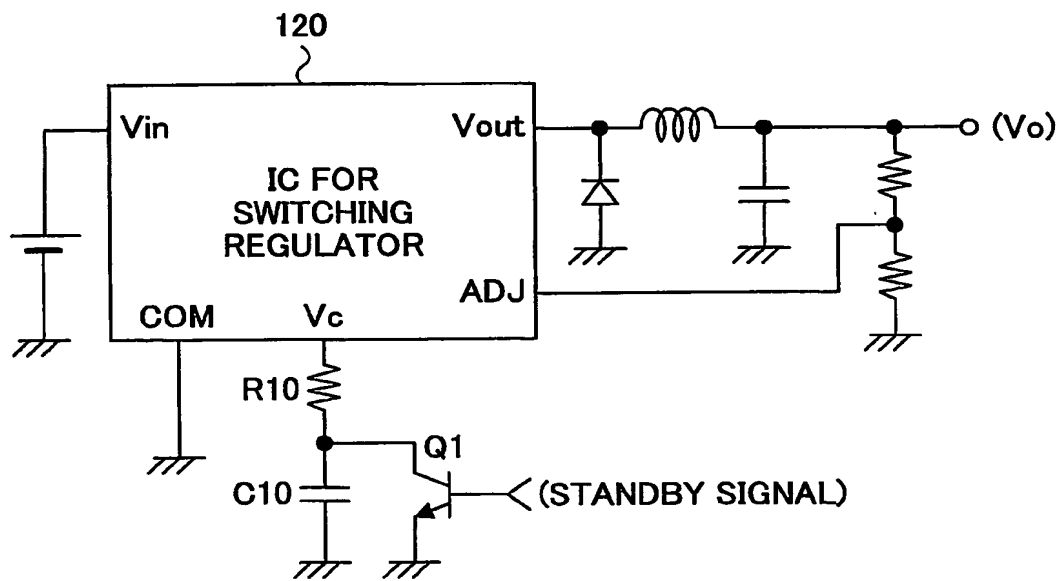 120
Vin
Vout
(Vo)
IC FOR
SWITCHING
REGULATOR
ADJ
COM
Vc
R10
Q1
C10
(STANDBY SIGNAL)